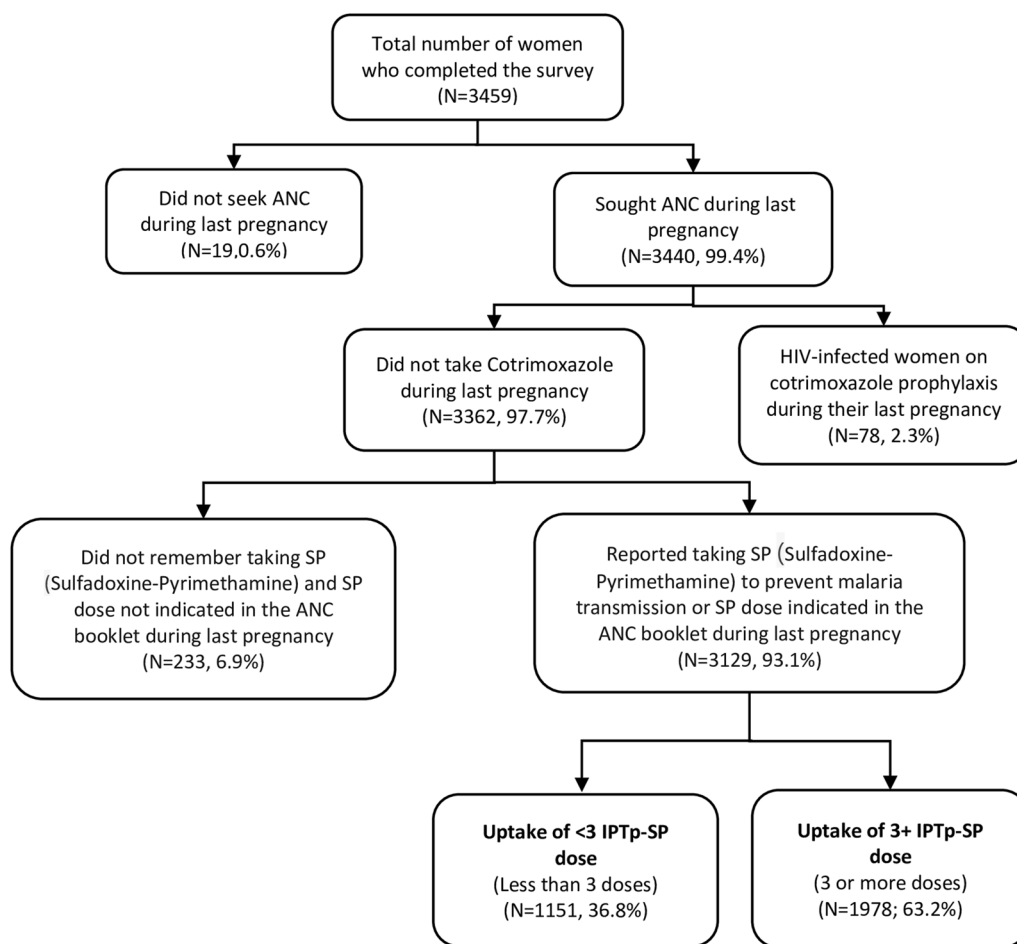 Total number of women
who completed the survey
(N=3459)
Did not seek ANC
during last pregnancy
(N=19,0.6%)
Sought ANC during last
pregnancy
(N=3440, 99.4%)
Did not take Cotrimoxazole
during last pregnancy
(N=3362, 97.7%)
HIV-infected women on
cotrimoxazole prophylaxis
during their last pregnancy
(N=78, 2.3%)
Did not remember taking SP
(Sulfadoxine-Pyrimethamine) and SP
dose not indicated in the ANC
booklet during last pregnancy
(N=233, 6.9%)
Reported taking SP (Sulfadoxine-
Pyrimethamine) to prevent malaria
transmission or SP dose indicated in the
ANC booklet during last pregnancy
(N=3129, 93.1%)
Uptake of <3 IPTp-SP
dose
(Less than 3 doses)
(N=1151, 36.8%)
Uptake of 3+ IPTp-SP
dose
(3 or more doses)
(N=1978; 63.2%)